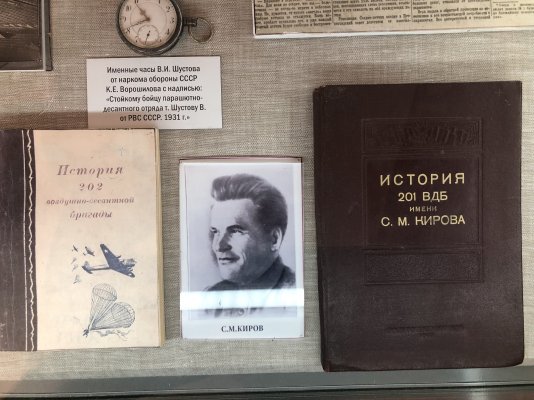 Именные часы В.И. Шустова
от наркома обороны СССР
К.Е. Ворошилова с надписью:
«Стойкому бойцу парашютно-
десантного отряда т. Шустову В.
от РВС СССР. 1931 г.»
История
202
воздушно-десантной
бригады
С.М.КИРОВ
ИСТОРИЯ
201 ВДБ
ИМЕНИ
С. М. КИРОВА